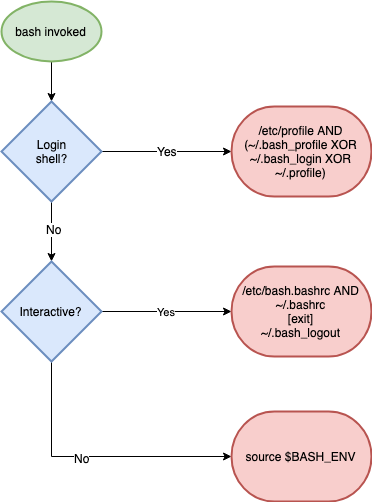 bash invoked
Login
shell?
Yes
/etc/profile AND
(~/.bash_profile XOR
~/.bash_login XOR
~/.profile)
No
Interactive?
Yes
/etc/bash.bashrc AND
~/.bashrc
[exit]
~/.bash_logout
No
source $BASH_ENV